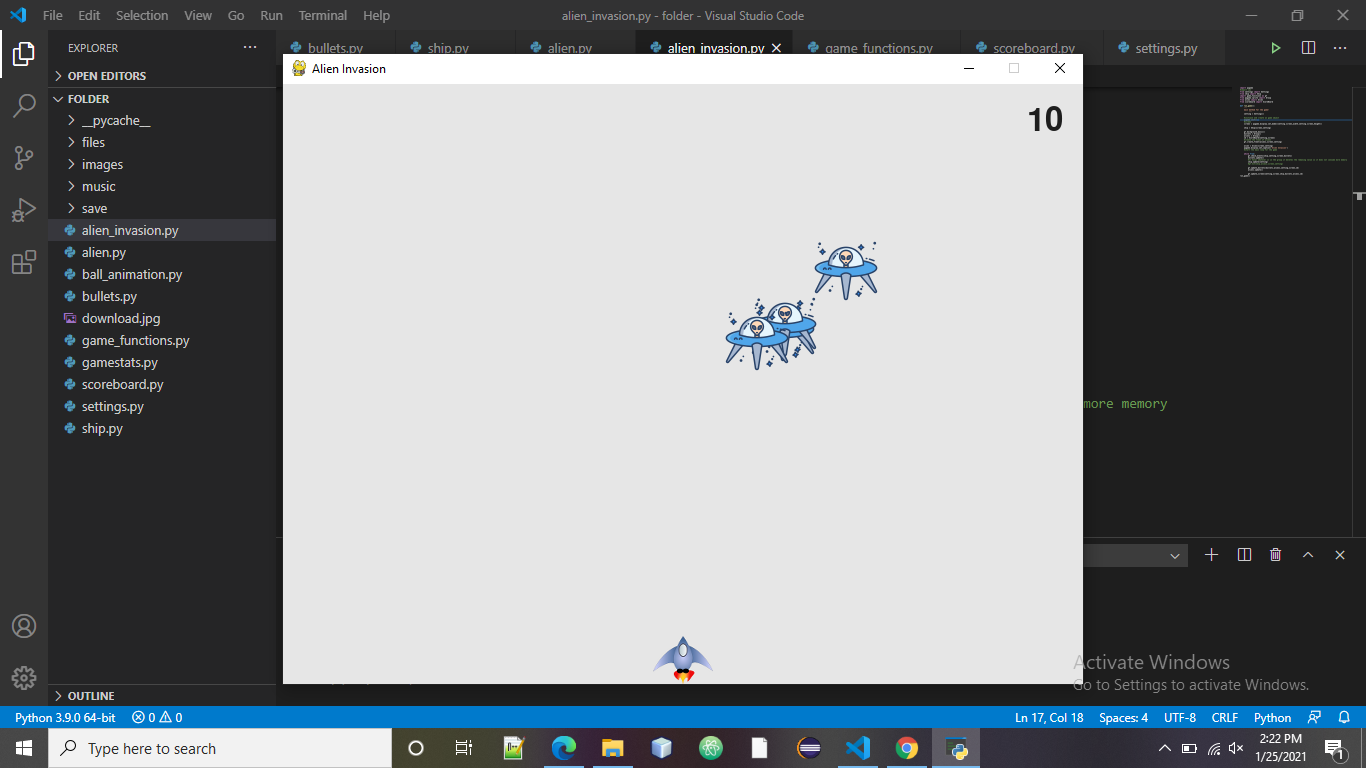 File Edit Selection View Go Run Terminal Help
alien_invasion.py - folder - Visual Studio Code
EXPLORER
bullets.py ship.py alien.py alien_invasion.py game_functions.py scoreboard.py settings.py
Alien Invasion
OPEN EDITORS
FOLDER
__pycache__
files
images
music
save
alien_invasion.py
alien.py
ball_animation.py
bullets.py
download.jpg
game_functions.py
gamestats.py
scoreboard.py
settings.py
ship.py
10
more memory
OUTLINE
Activate Windows
Go to Settings to activate Windows.
Python 3.9.0 64-bit 0 0 Ln 17, Col 18 Spaces: 4 UTF-8 CRLF Python
Type here to search
2:22 PM
1/25/2021
1